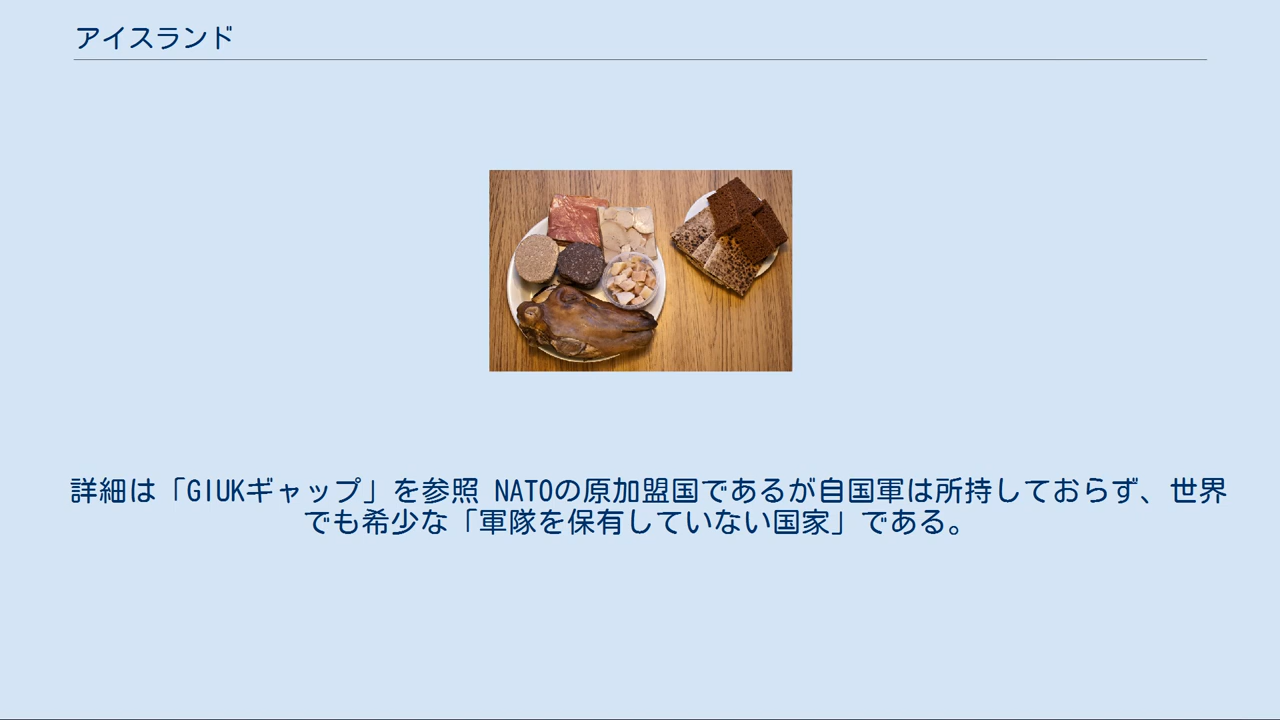 アイスランド
詳細は「GIUKギャップ」を参照 NATOの原加盟国であるが自国軍は所持しておらず、世界
でも希少な「軍隊を保有していない国家」である。